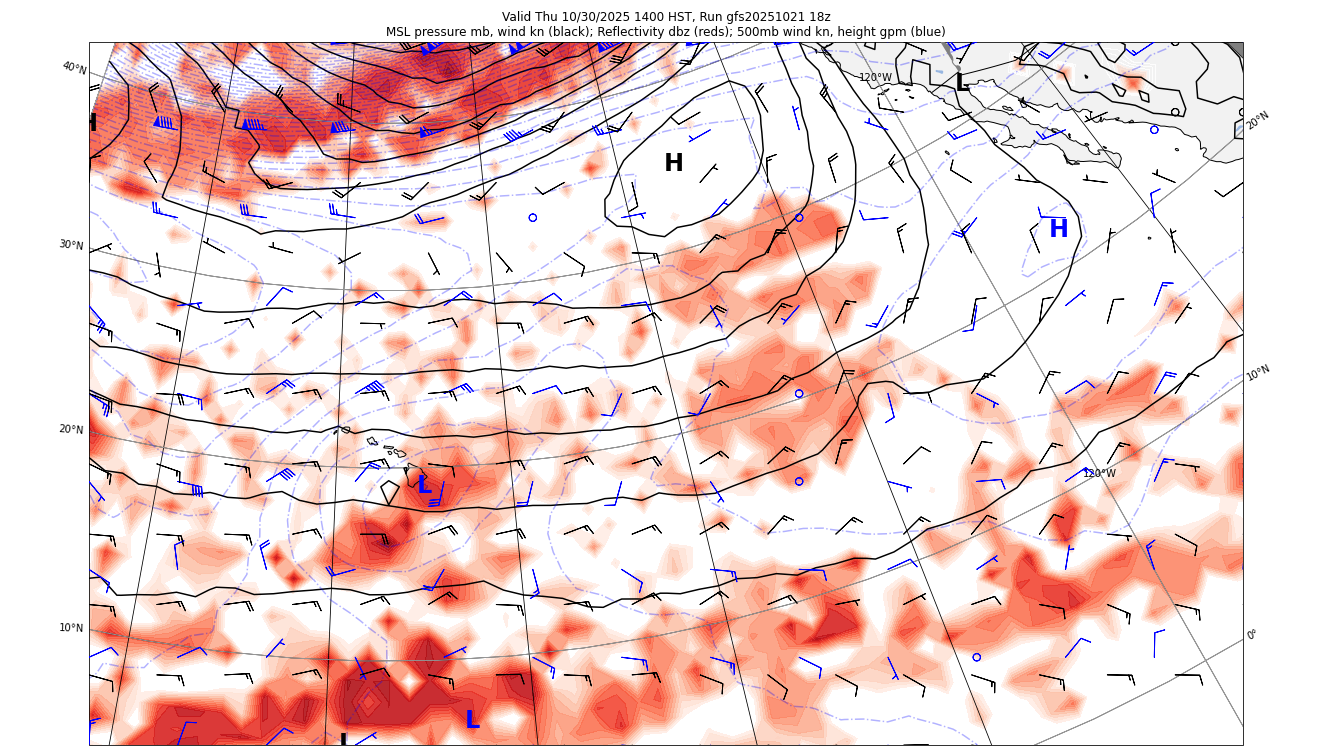 Valid Thu 10/30/2025 1400 HST, Run gfs20251021 18z
MSL pressure mb, wind kn (black); Reflectivity dbz (reds); 500mb wind kn, height gpm (blue)
40°N
120°W
L
H
20°N
H
30°N
H
10°N
20°N
L
120°W
10°N
0°
L
L